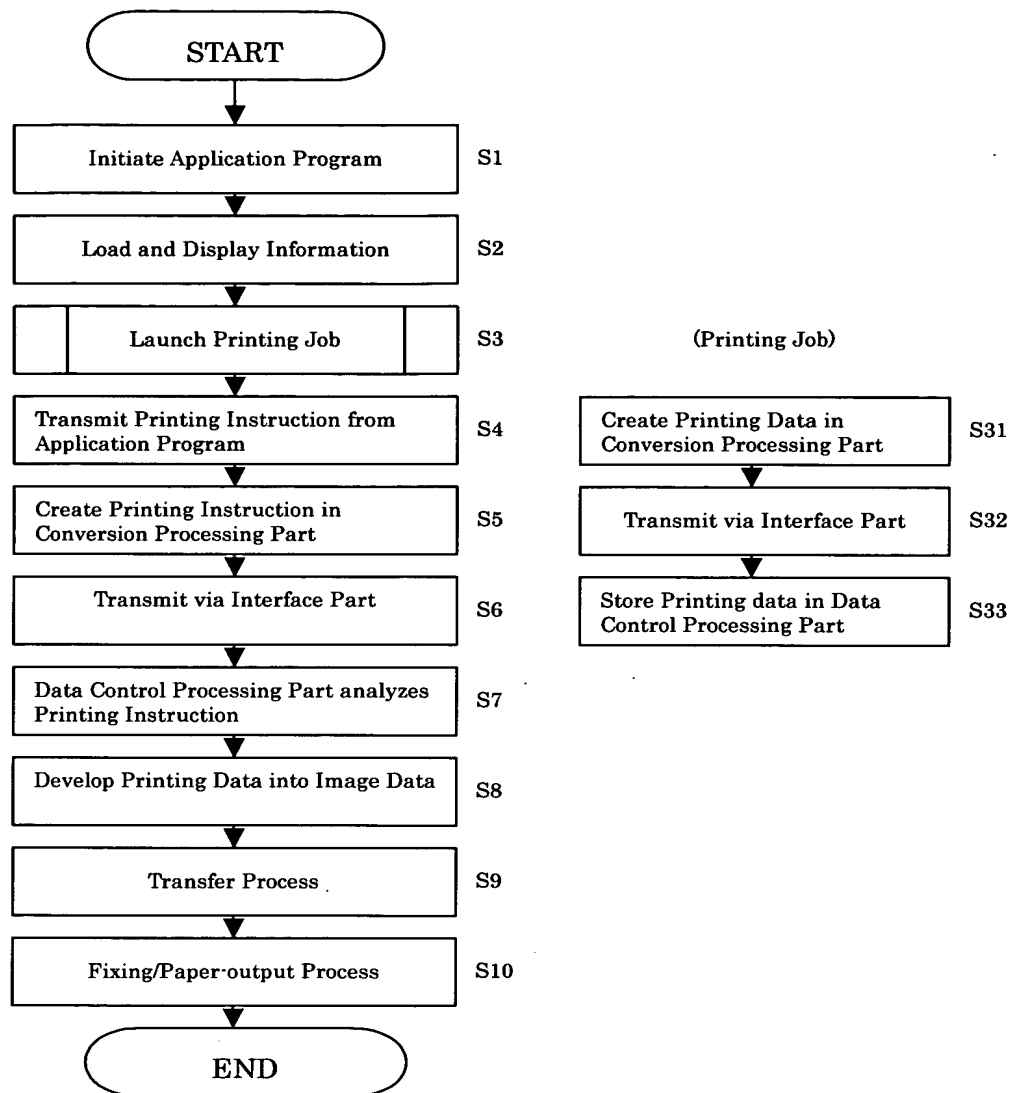 START
Initiate Application Program
S1
Load and Display Information
S2
Launch Printing Job
S3
Transmit Printing Instruction from
Application Program
S4
Create Printing Instruction in
Conversion Processing Part
S5
Transmit via Interface Part
S6
Data Control Processing Part analyzes
Printing Instruction
S7
Develop Printing Data into Image Data
S8
Transfer Process
S9
Fixing/Paper-output Process
S10
END
(Printing Job)
Create Printing Data in
Conversion Processing Part
S31
Transmit via Interface Part
S32
Store Printing data in Data
Control Processing Part
S33